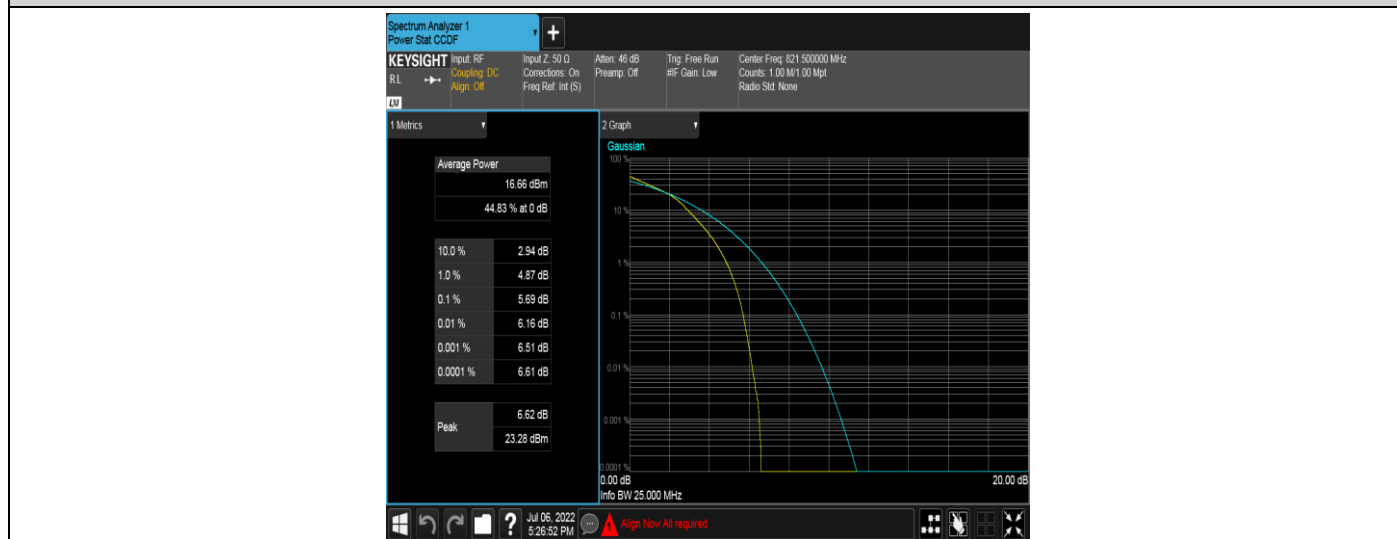 Spectrum Analyzer 1
Power Stat CCDF
+
KEYSIGHT
RL
LXI
Input: RF
Coupling: DC
Align: Off
Input Z: 50 Ω
Corrections: On
Freq Ref: Int (S)
Atten: 46 dB
Preamp: Off
Trig: Free Run
#IF Gain: Low
Center Freq: 821.500000 MHz
Counts: 1.00 M/1.00 Mpt
Radio Std: None
1 Metrics
Average Power
16.66 dBm
44.83 % at 0 dB
10.0 % 2.94 dB
1.0 % 4.87 dB
0.1 % 5.69 dB
0.01 % 6.16 dB
0.001 % 6.51 dB
0.0001 % 6.61 dB
Peak
6.62 dB
23.28 dBm
2 Graph
Gaussian
100 %
10 %
1 %
0.1 %
0.01 %
0.001 %
0.0001 %
0.00 dB
20.00 dB
Info BW 25.000 MHz
?
Jul 06, 2022
5:26:52 PM
Align Now All required